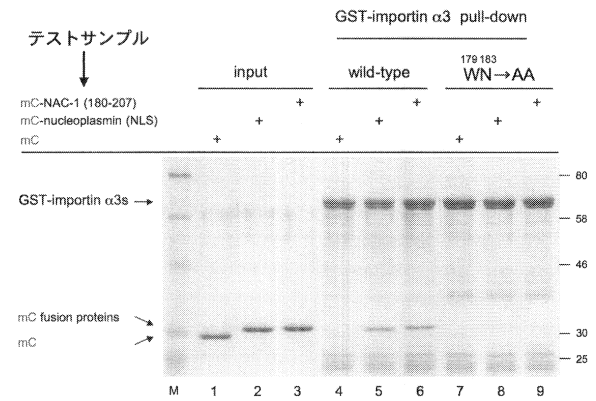 GST-importin α3 pull-down
テストサンプル
input
wild-type
179 183
WN→AA
mC-NAC-1 (180-207) + + +
mC-nucleoplasmin (NLS) + + +
mC + + +
GST-importin α3s
80
58
46
mC fusion proteins
mC
30
25
M 1 2 3 4 5 6 7 8 9